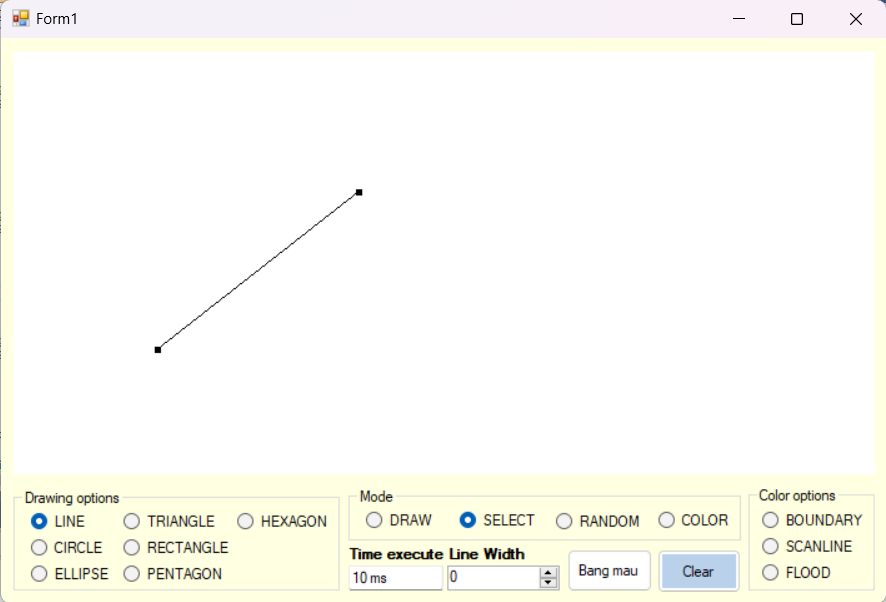 Form1
Drawing options
LINE TRIANGLE HEXAGON
CIRCLE RECTANGLE
ELLIPSE PENTAGON
Mode
DRAW SELECT RANDOM COLOR
Time execute Line Width
10 ms 0
Bang mau Clear
Color options
BOUNDARY
SCANLINE
FLOOD